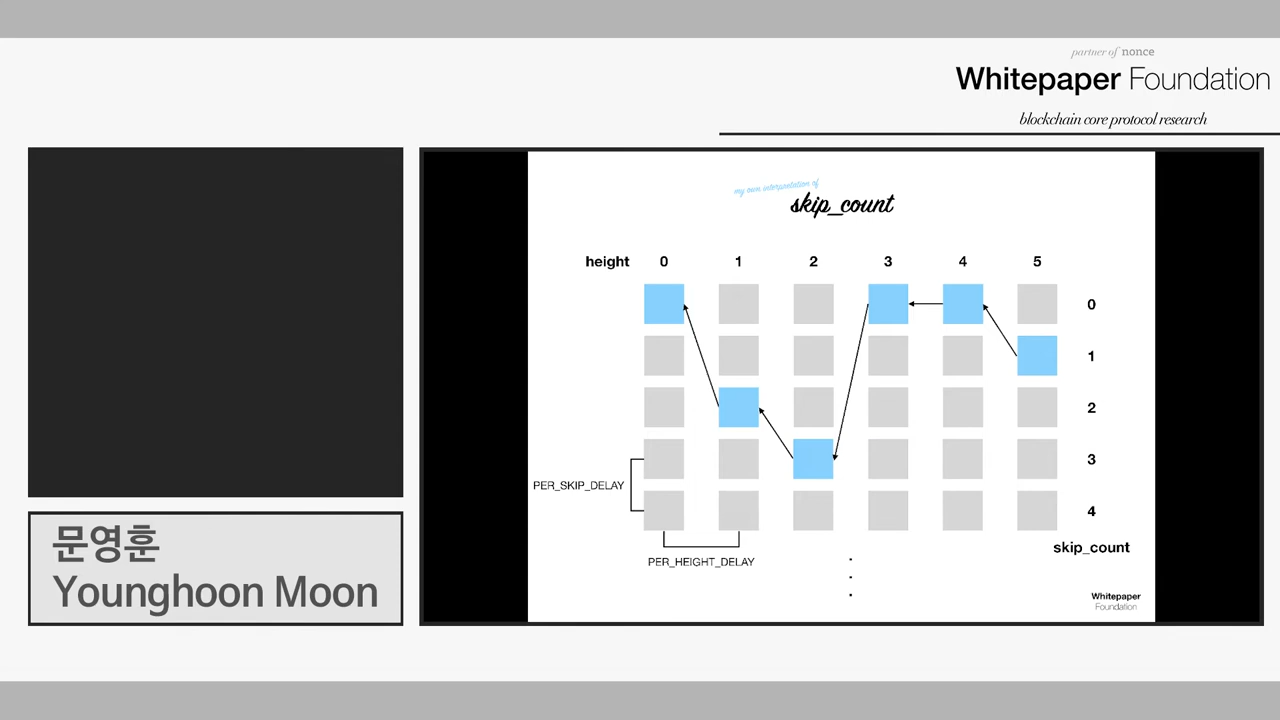 partner of nonce
Whitepaper Foundation
blockchain core protocol research
my own interpretation of
skip_count
height 0 1 2 3 4 5
0
1
2
3
PER_SKIP_DELAY
4
skip_count
PER_HEIGHT_DELAY
Whitepaper
Foundation
문영훈
Younghoon Moon